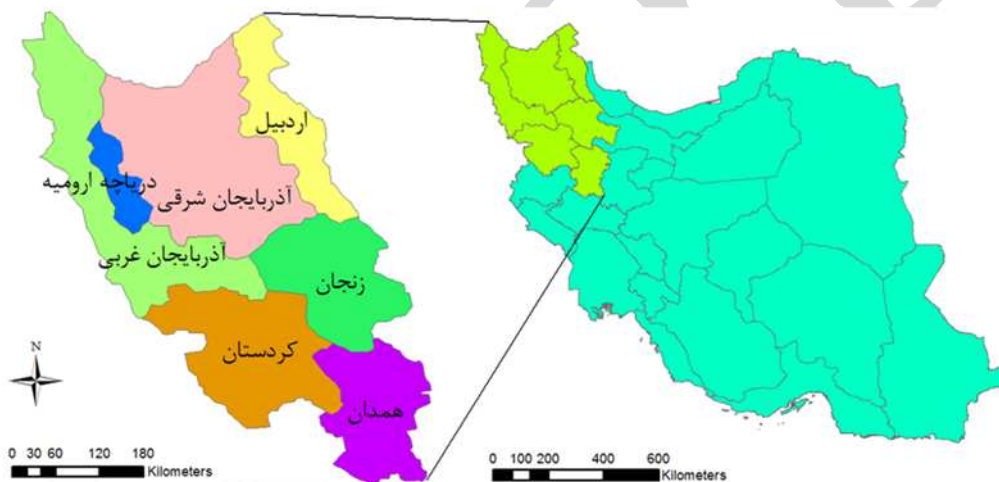 اردبیل
دریاچه ارومیه
آذربایجان شرقی
آذربایجان غربی
زنجان
کردستان
همدان
N
0 30 60 120 180
Kilometers
0 100 200 400 600
Kilometers